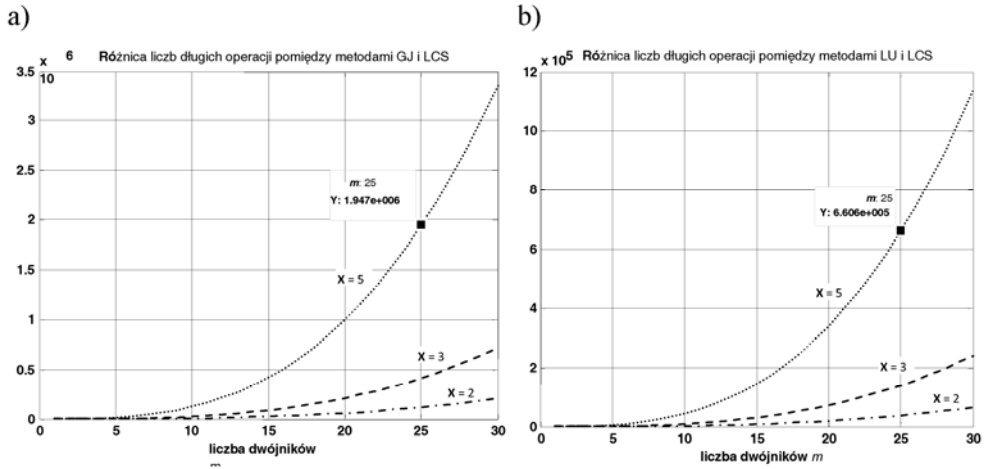 a)
x 10 6 Różnica liczb długich operacji pomiędzy metodami GJ i LCS
3.5
3
2.5
2
1.5
1
0.5
0
m: 25
Y: 1.947e+006
X = 5
X = 3
X = 2
0 5 10 15 20 25 30
liczba dwójników
m
b)
x 10⁵ Różnica liczb długich operacji pomiędzy metodami LU i LCS
12
10
8
6
4
2
0
m: 25
Y: 6.606e+005
X = 5
X = 3
X = 2
0 5 10 15 20 25 30
liczba dwójników m